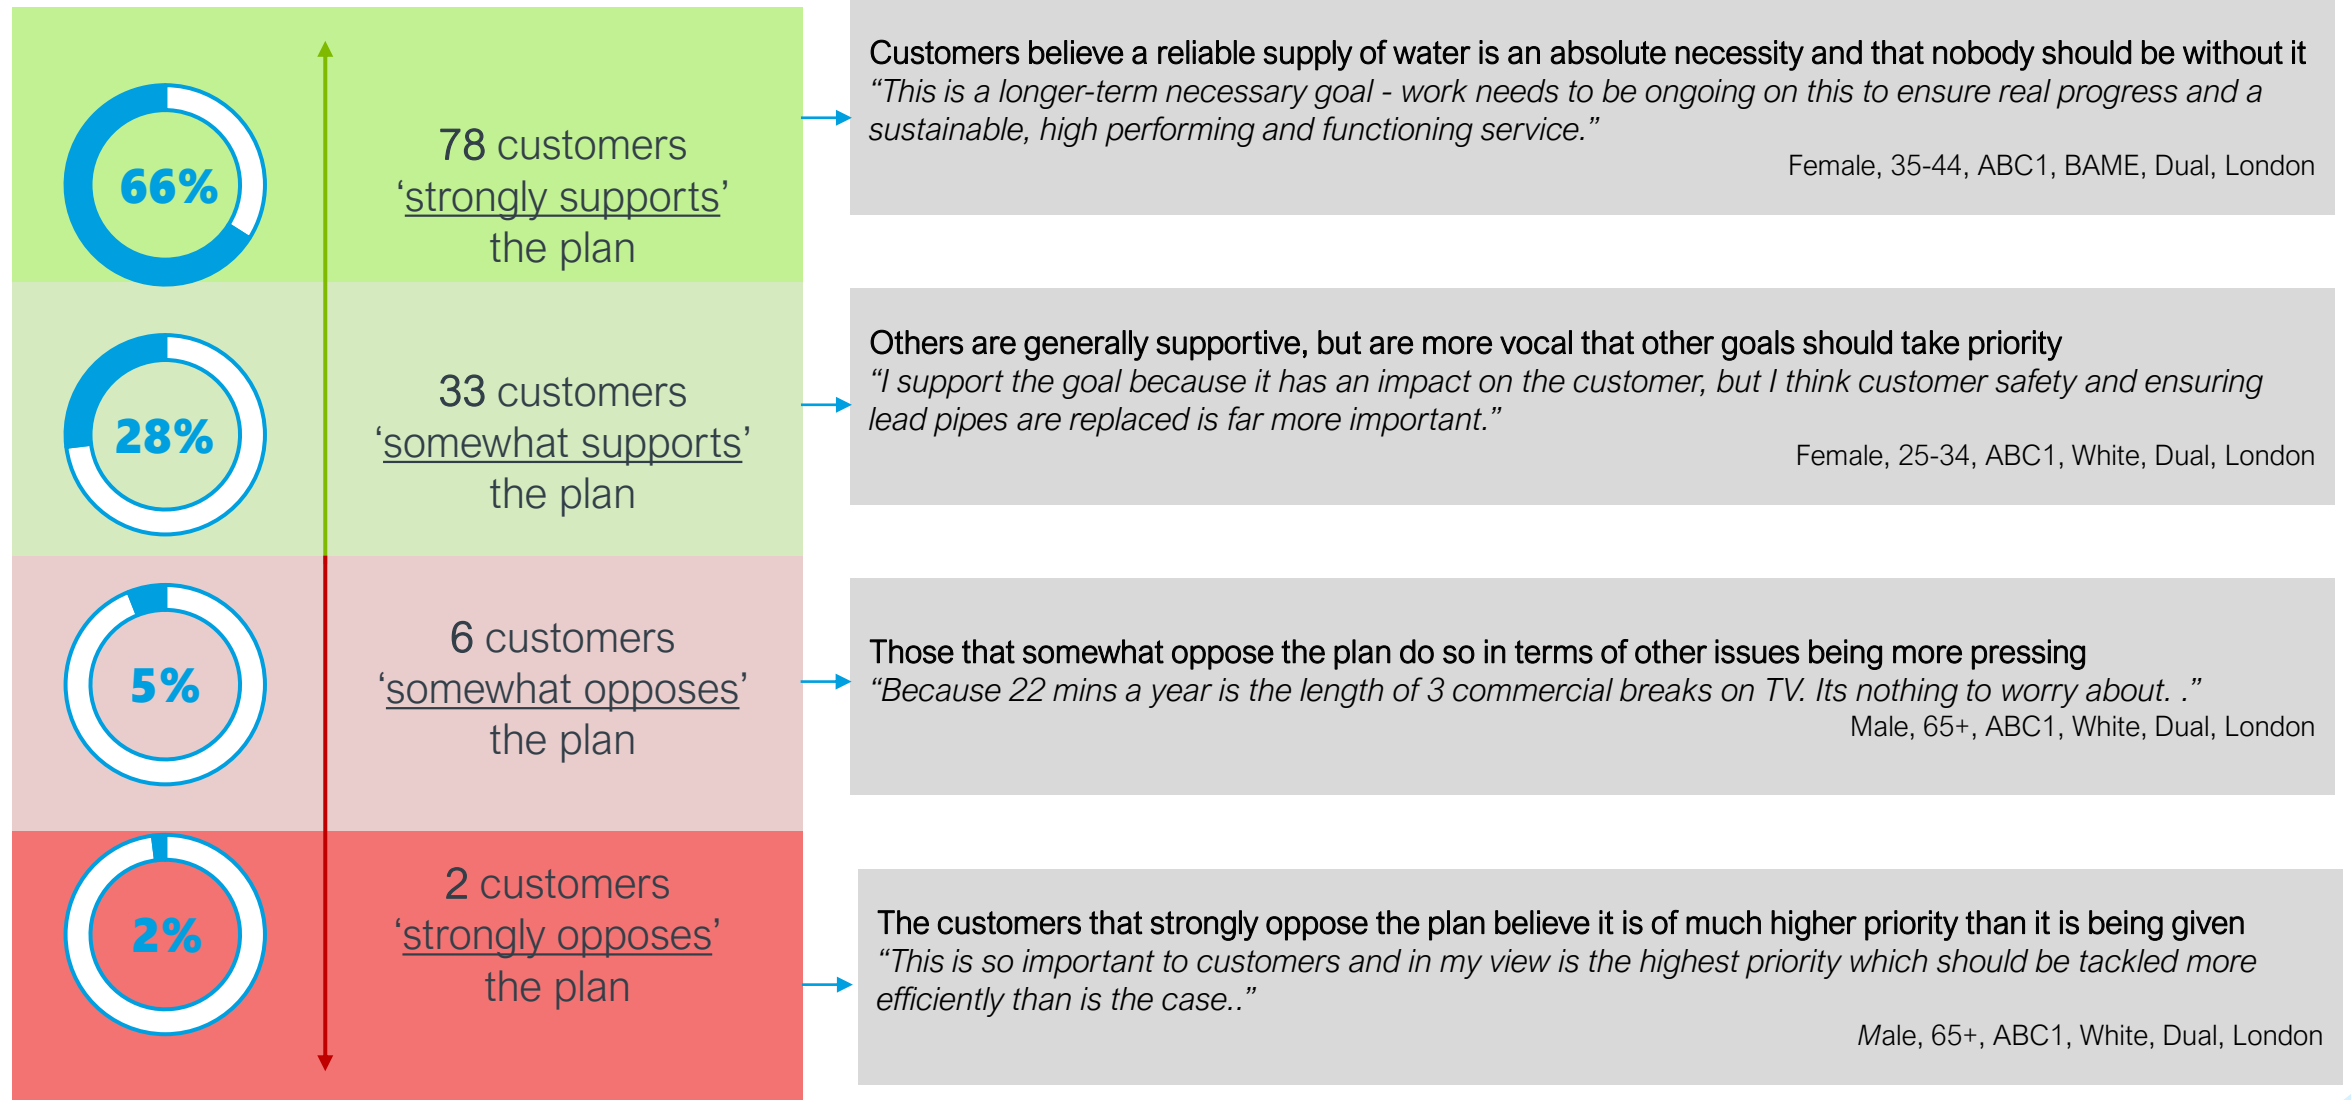 66%
78 customers
‘strongly supports’
the plan
Customers believe a reliable supply of water is an absolute necessity and that nobody should be without it
“This is a longer-term necessary goal - work needs to be ongoing on this to ensure real progress and a
sustainable, high performing and functioning service.”
Female, 35-44, ABC1, BAME, Dual, London
28%
33 customers
‘somewhat supports’
the plan
Others are generally supportive, but are more vocal that other goals should take priority
“I support the goal because it has an impact on the customer, but I think customer safety and ensuring
lead pipes are replaced is far more important.”
Female, 25-34, ABC1, White, Dual, London
5%
6 customers
‘somewhat opposes’
the plan
Those that somewhat oppose the plan do so in terms of other issues being more pressing
“Because 22 mins a year is the length of 3 commercial breaks on TV. Its nothing to worry about. .”
Male, 65+, ABC1, White, Dual, London
2%
2 customers
‘strongly opposes’
the plan
The customers that strongly oppose the plan believe it is of much higher priority than it is being given
“This is so important to customers and in my view is the highest priority which should be tackled more
efficiently than is the case..”
Male, 65+, ABC1, White, Dual, London